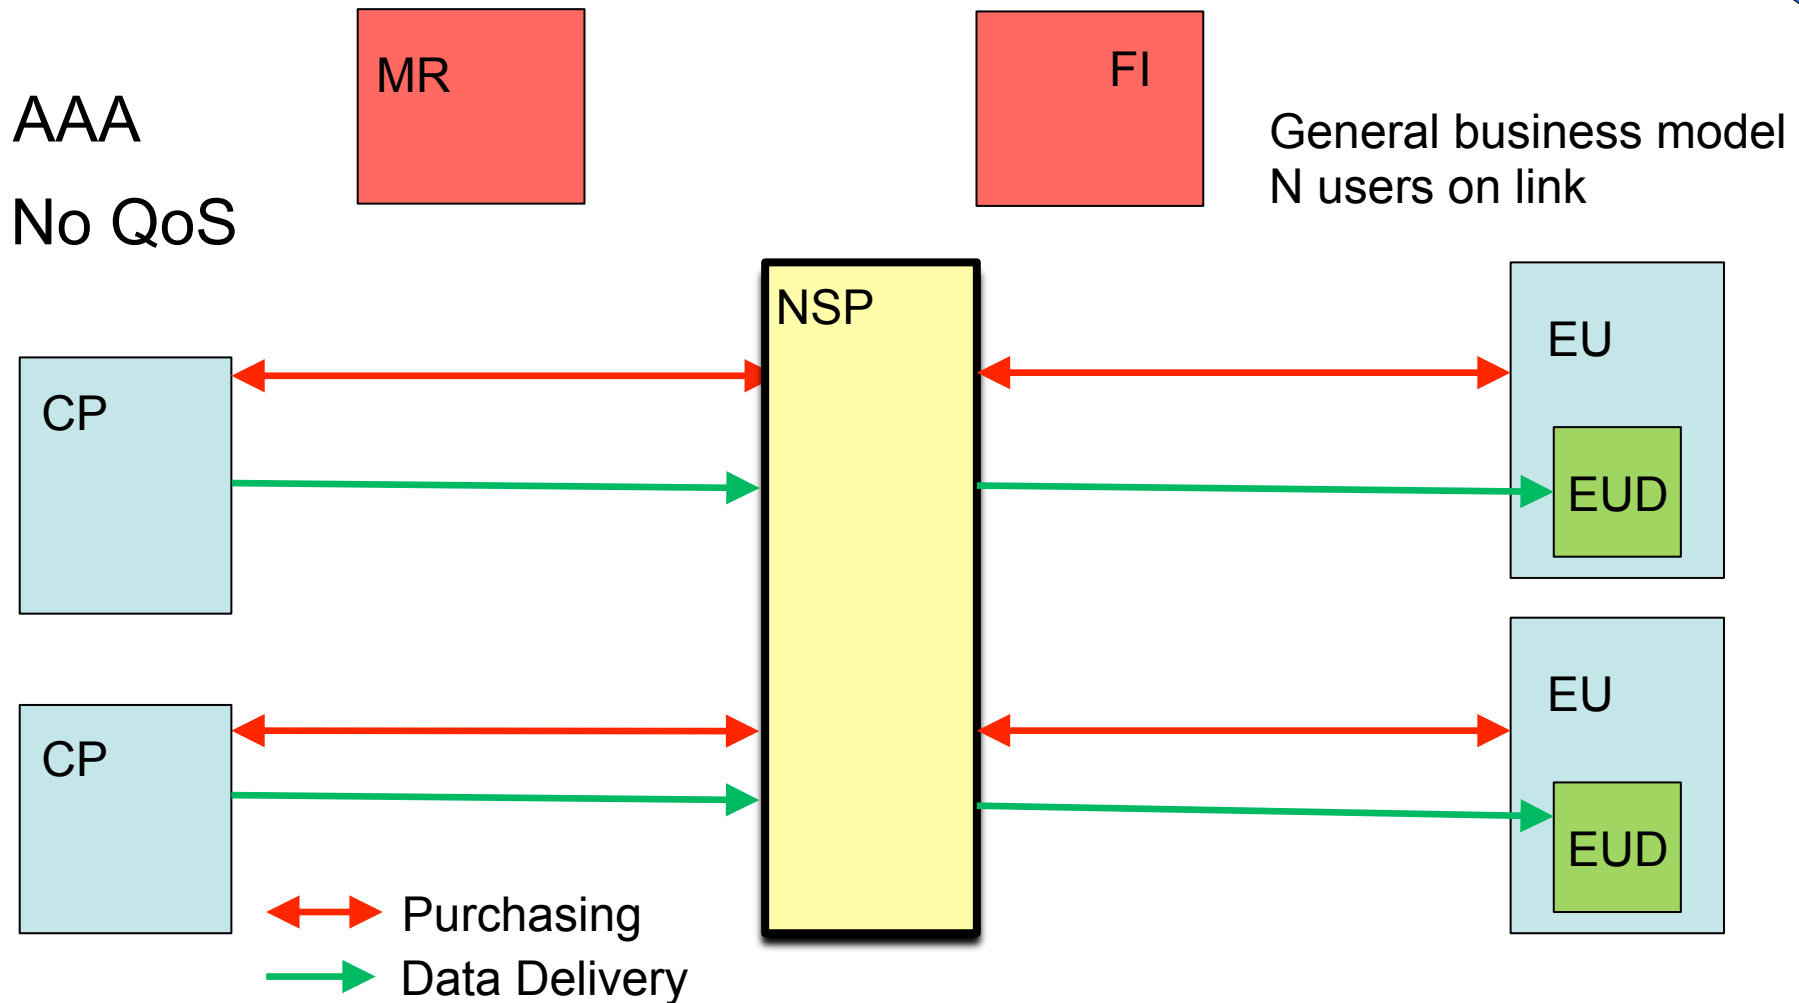 AAA
No QoS
MR
FI
General business model
N users on link
NSP
CP
EU
EUD
CP
EU
EUD
Purchasing
Data Delivery